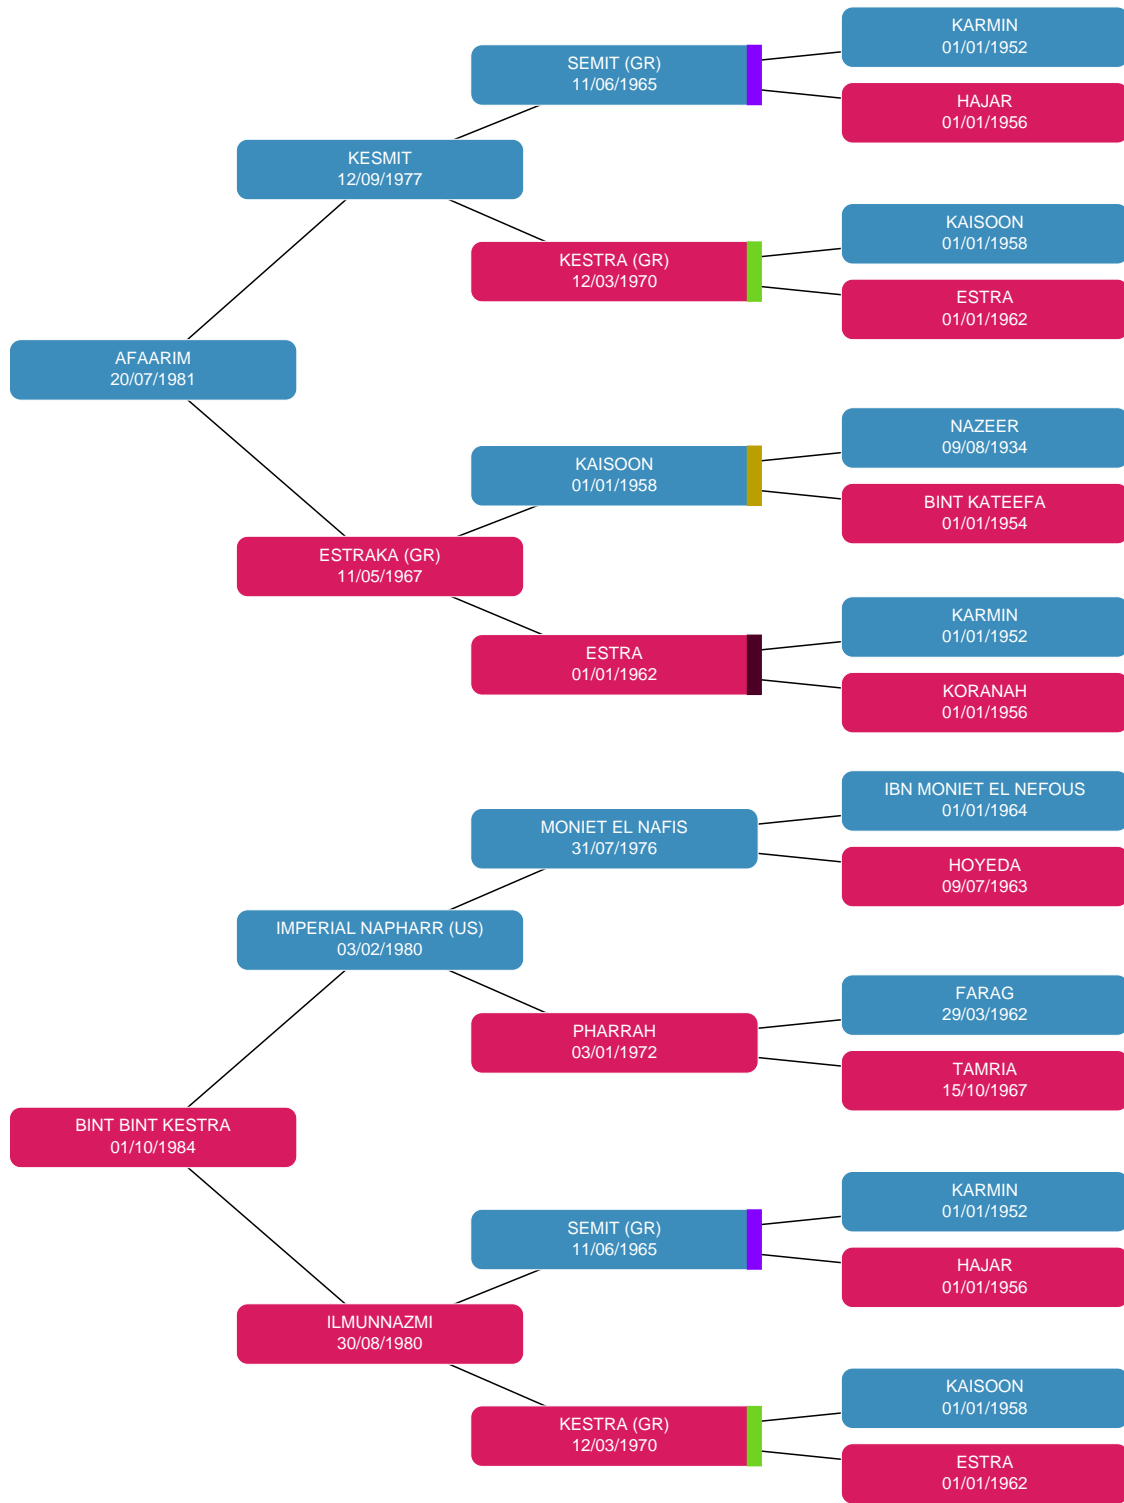 KARMIN
01/01/1952
SEMIT (GR)
11/06/1965
HAJAR
01/01/1956
KESMIT
12/09/1977
KAISOON
01/01/1958
KESTRA (GR)
12/03/1970
ESTRA
01/01/1962
AFAARIM
20/07/1981
NAZEER
09/08/1934
KAISOON
01/01/1958
BINT KATEEFA
01/01/1954
ESTRAKA (GR)
11/05/1967
KARMIN
01/01/1952
ESTRA
01/01/1962
KORANAH
01/01/1956
IBN MONIET EL NEFOUS
01/01/1964
MONIET EL NAFIS
31/07/1976
HOYEDA
09/07/1963
IMPERIAL NAPHARR (US)
03/02/1980
FARAG
29/03/1962
PHARRAH
03/01/1972
TAMRIA
15/10/1967
BINT BINT KESTRA
01/10/1984
KARMIN
01/01/1952
SEMIT (GR)
11/06/1965
HAJAR
01/01/1956
ILMUNNAZMI
30/08/1980
KAISOON
01/01/1958
KESTRA (GR)
12/03/1970
ESTRA
01/01/1962